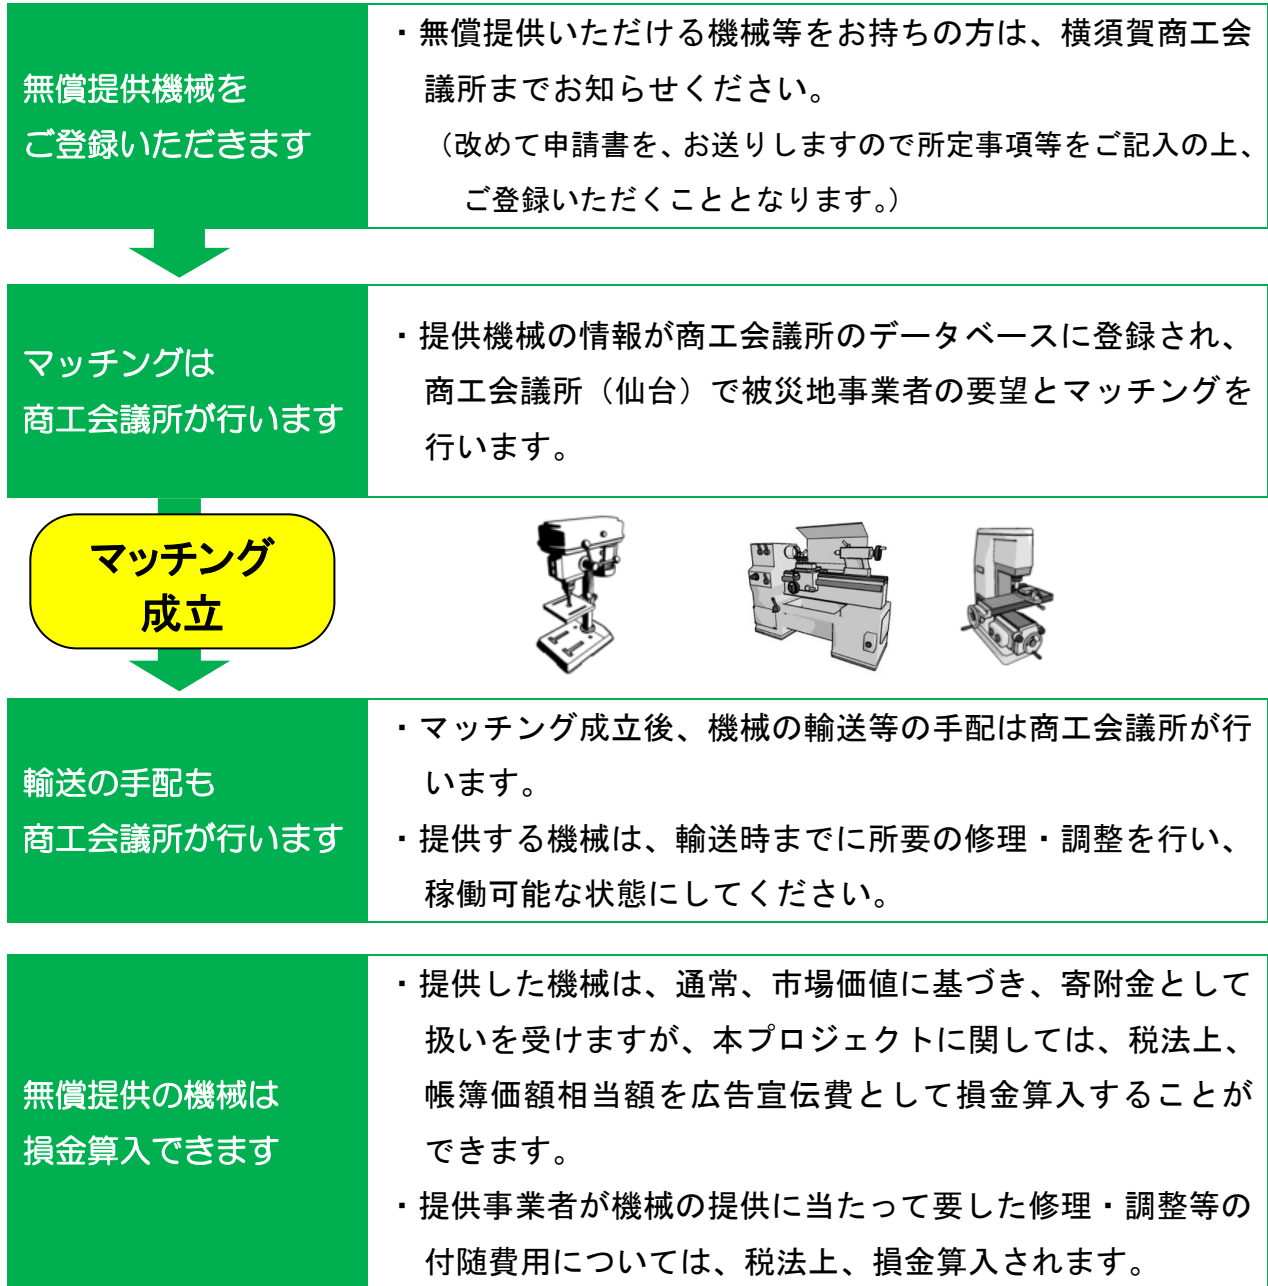 無償提供機械を
ご登録いただきます
・無償提供いただける機械等をお持ちの方は、横須賀商工会
議所までお知らせください。
（改めて申請書を、お送りしますので所定事項等をご記入の上、
ご登録いただくこととなります。）
マッチングは
商工会議所が行います
・提供機械の情報が商工会議所のデータベースに登録され、
商工会議所（仙台）で被災地事業者の要望とマッチングを
行います。
マッチング
成立
輸送の手配も
商工会議所が行います
・マッチング成立後、機械の輸送等の手配は商工会議所が行
います。
・提供する機械は、輸送時までに所要の修理・調整を行い、
稼働可能な状態にしてください。
無償提供の機械は
損金算入できます
・提供した機械は、通常、市場価値に基づき、寄附金として
扱いを受けますが、本プロジェクトに関しては、税法上、
帳簿価額相当額を広告宣伝費として損金算入することが
できます。
・提供事業者が機械の提供に当たって要した修理・調整等の
付随費用については、税法上、損金算入されます。